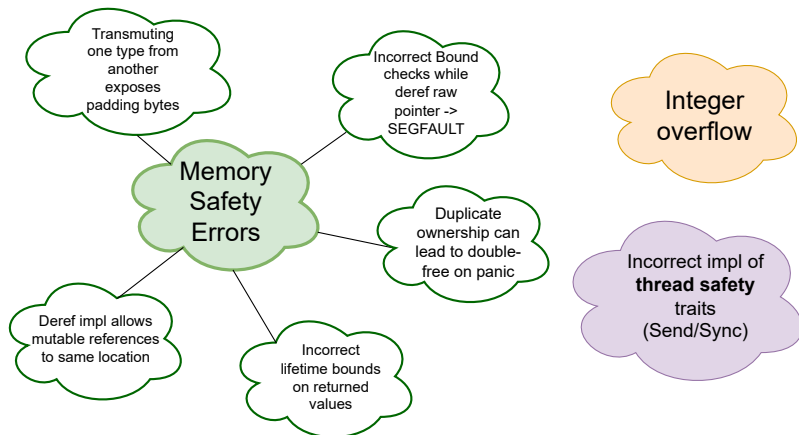 Transmuting
one type from
another
exposes
padding bytes
Incorrect Bound
checks while
deref raw
pointer ->
SEGFAULT
Integer
overflow
Memory
Safety
Errors
Duplicate
ownership can
lead to double-
free on panic
Incorrect impl of
thread safety
traits
(Send/Sync)
Deref impl allows
mutable references
to same location
Incorrect
lifetime bounds
on returned
values